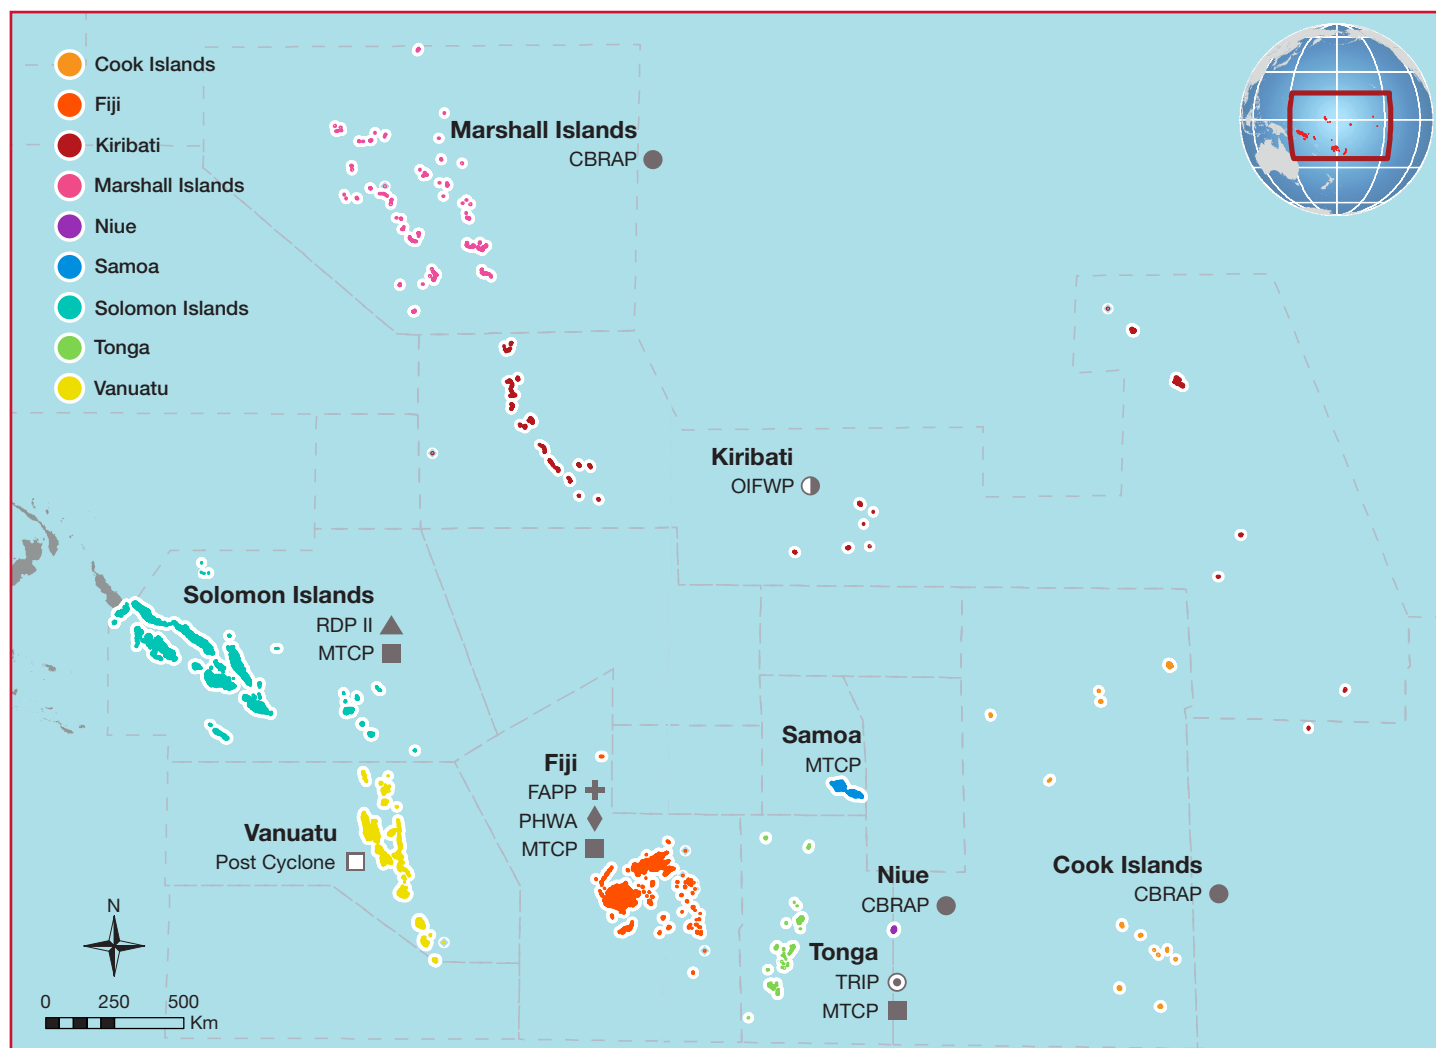 Cook Islands
Fiji
Kiribati
Marshall Islands
Niue
Samoa
Solomon Islands
Tonga
Vanuatu
Marshall Islands
CBRAP
Kiribati
OIFWP
Solomon Islands
RDP II
MTCP
Samoa
MTCP
Fiji
FAPP
PHWA
MTCP
Vanuatu
Post Cyclone
Niue
CBRAP
Cook Islands
CBRAP
Tonga
TRIP
MTCP
N
0 250 500
Km